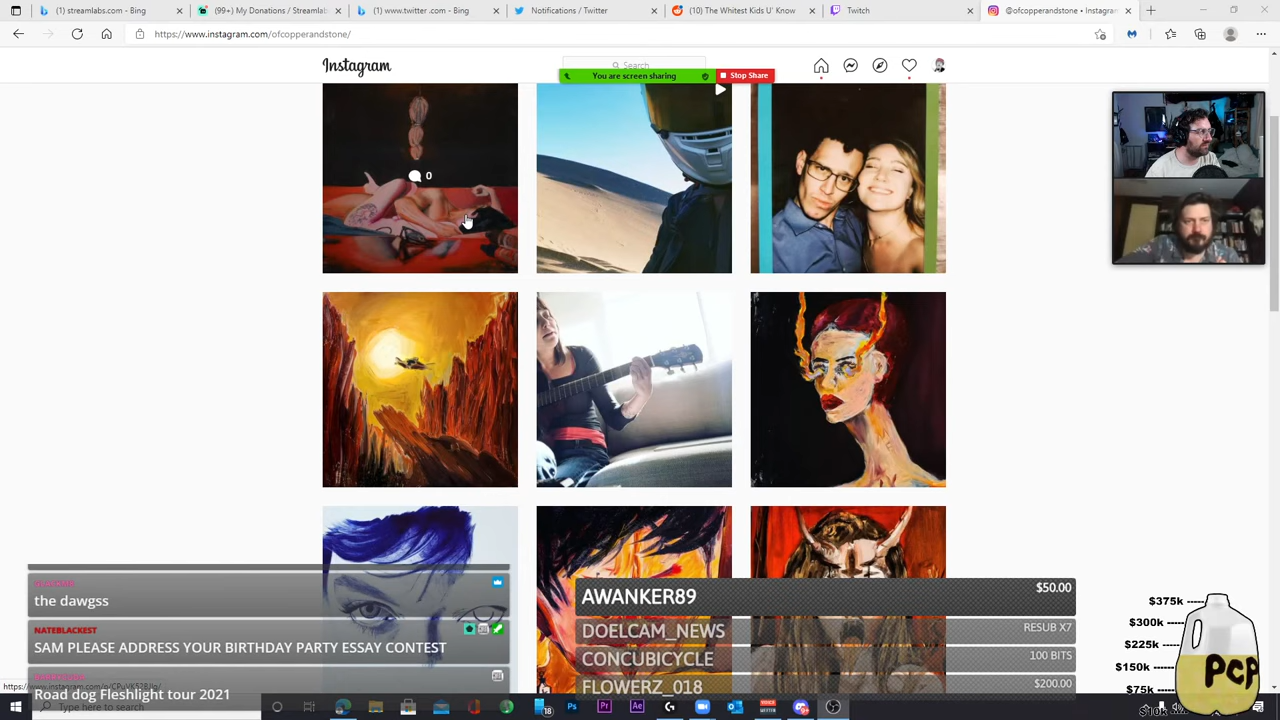 streamlabs.com - Bing
(99+) My Donations / Streamlab
www.twitter.com - Bing
Notifications / Twitter
(10) The Whitest Kids U' Know
Twitch
@ofcopperandstone • Instagram
https://www.instagram.com/ofcopperandstone/
Instagram
Search
You are screen sharing
Stop Share
0
the dawgss
NATEBLACKEST
SAM PLEASE ADDRESS YOUR BIRTHDAY PARTY ESSAY CONTEST
Road dog Fleshlight tour 2021
AWANKER89
$50.00
DOELCAM_NEWS
RESUB X7
CONCUBICYCLE
100 BITS
FLOWERZ_018
$200.00
$375k
$300k
$225k
$150k
$75k
PCP
Type here to search
18